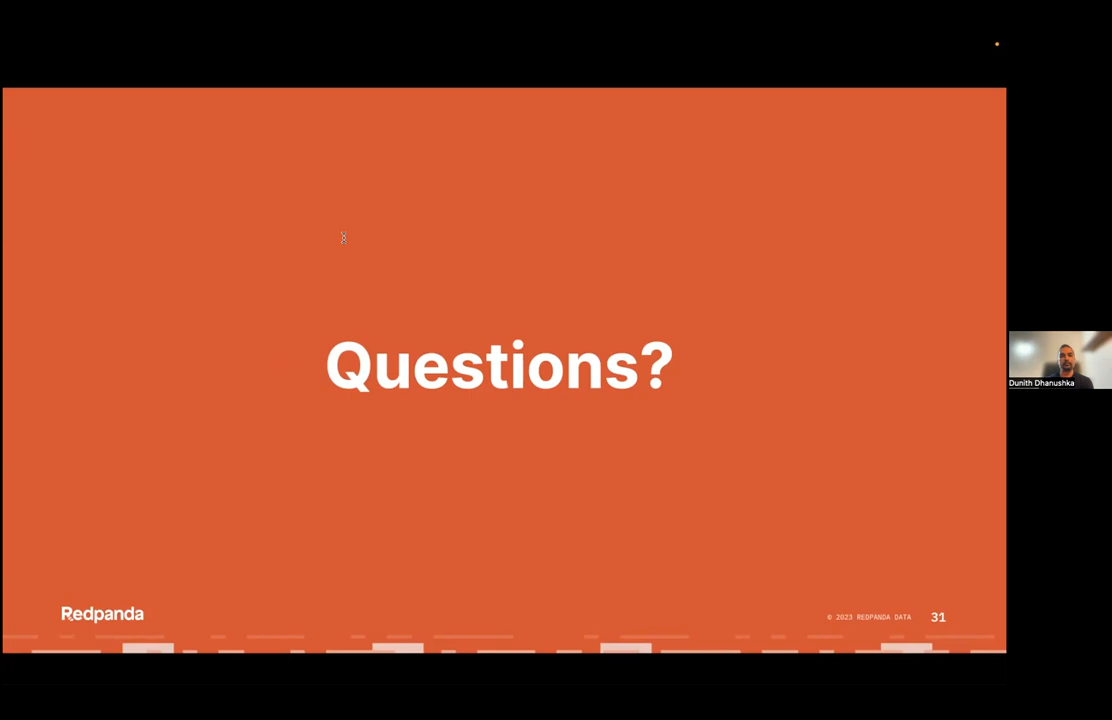 Questions?
Dunith Dhanushka
Redpanda
© 2023 REDPANDA DATA
31